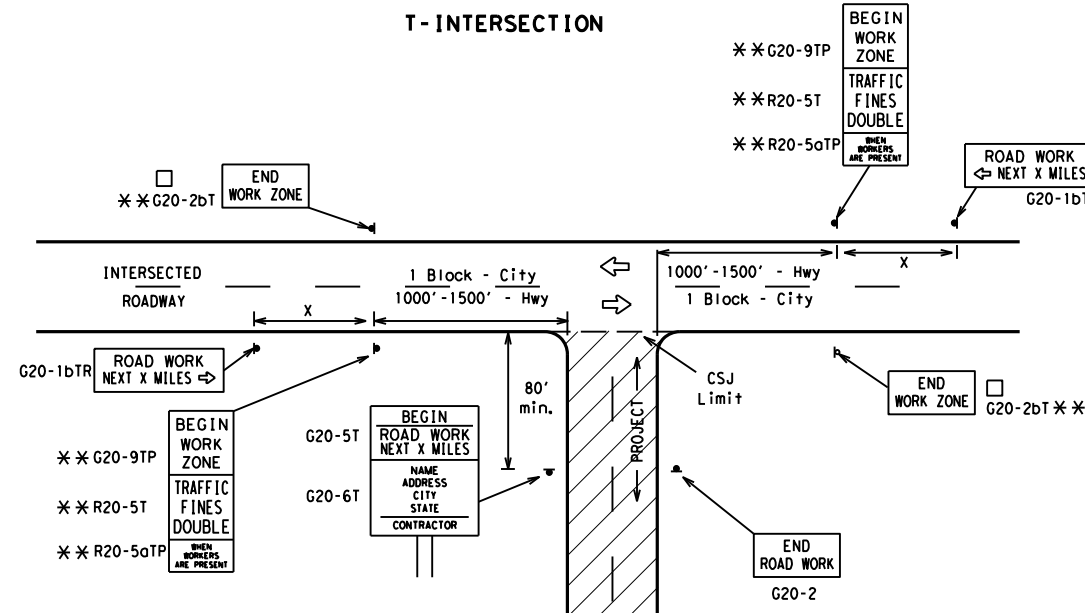 T-INTERSECTION
BEGIN
WORK
ZONE
TRAFFIC
FINES
DOUBLE
WHEN
WORKERS
ARE PRESENT
** G20-9TP
** R20-5T
** R20-5aTP
ROAD WORK
⇦ NEXT X MILES
G20-1bT
END
WORK ZONE
□
** G20-2bT
INTERSECTED
ROADWAY
1 Block - City
1000'-1500' - Hwy
X
1000'-1500' - Hwy
1 Block - City
X
G20-1bTR
ROAD WORK
NEXT X MILES ⇨
80'
min.
CSJ
Limit
PROJECT
END
WORK ZONE
□
G20-2bT **
BEGIN
WORK
ZONE
TRAFFIC
FINES
DOUBLE
WHEN
WORKERS
ARE PRESENT
** G20-9TP
** R20-5T
** R20-5aTP
G20-5T
G20-6T
BEGIN
ROAD WORK
NEXT X MILES
NAME
ADDRESS
CITY
STATE
CONTRACTOR
END
ROAD WORK
G20-2